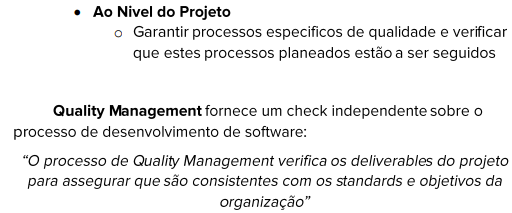 • Ao Nivel do Projeto
o Garantir processos especificos de qualidade e verificar
que estes processos planeados estão a ser seguidos
Quality Management fornece um check independente sobre o
processo de desenvolvimento de software:
“O processo de Quality Management verifica os deliverables do projeto
para assegurar que são consistentes com os standards e objetivos da
organização”